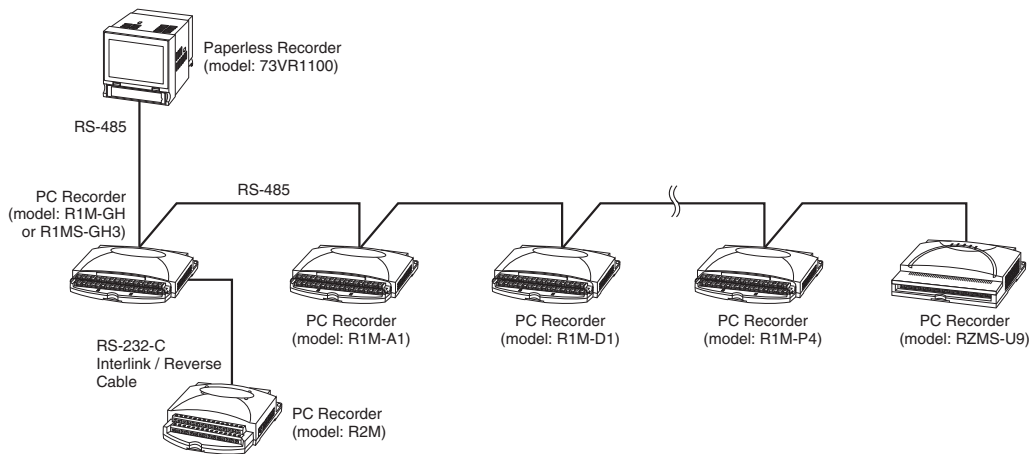 Paperless Recorder
(model: 73VR1100)
RS-485
PC Recorder
(model: R1M-GH
or R1MS-GH3)
RS-485
PC Recorder
(model: R1M-A1)
PC Recorder
(model: R1M-D1)
PC Recorder
(model: R1M-P4)
PC Recorder
(model: RZMS-U9)
RS-232-C
Interlink / Reverse
Cable
PC Recorder
(model: R2M)